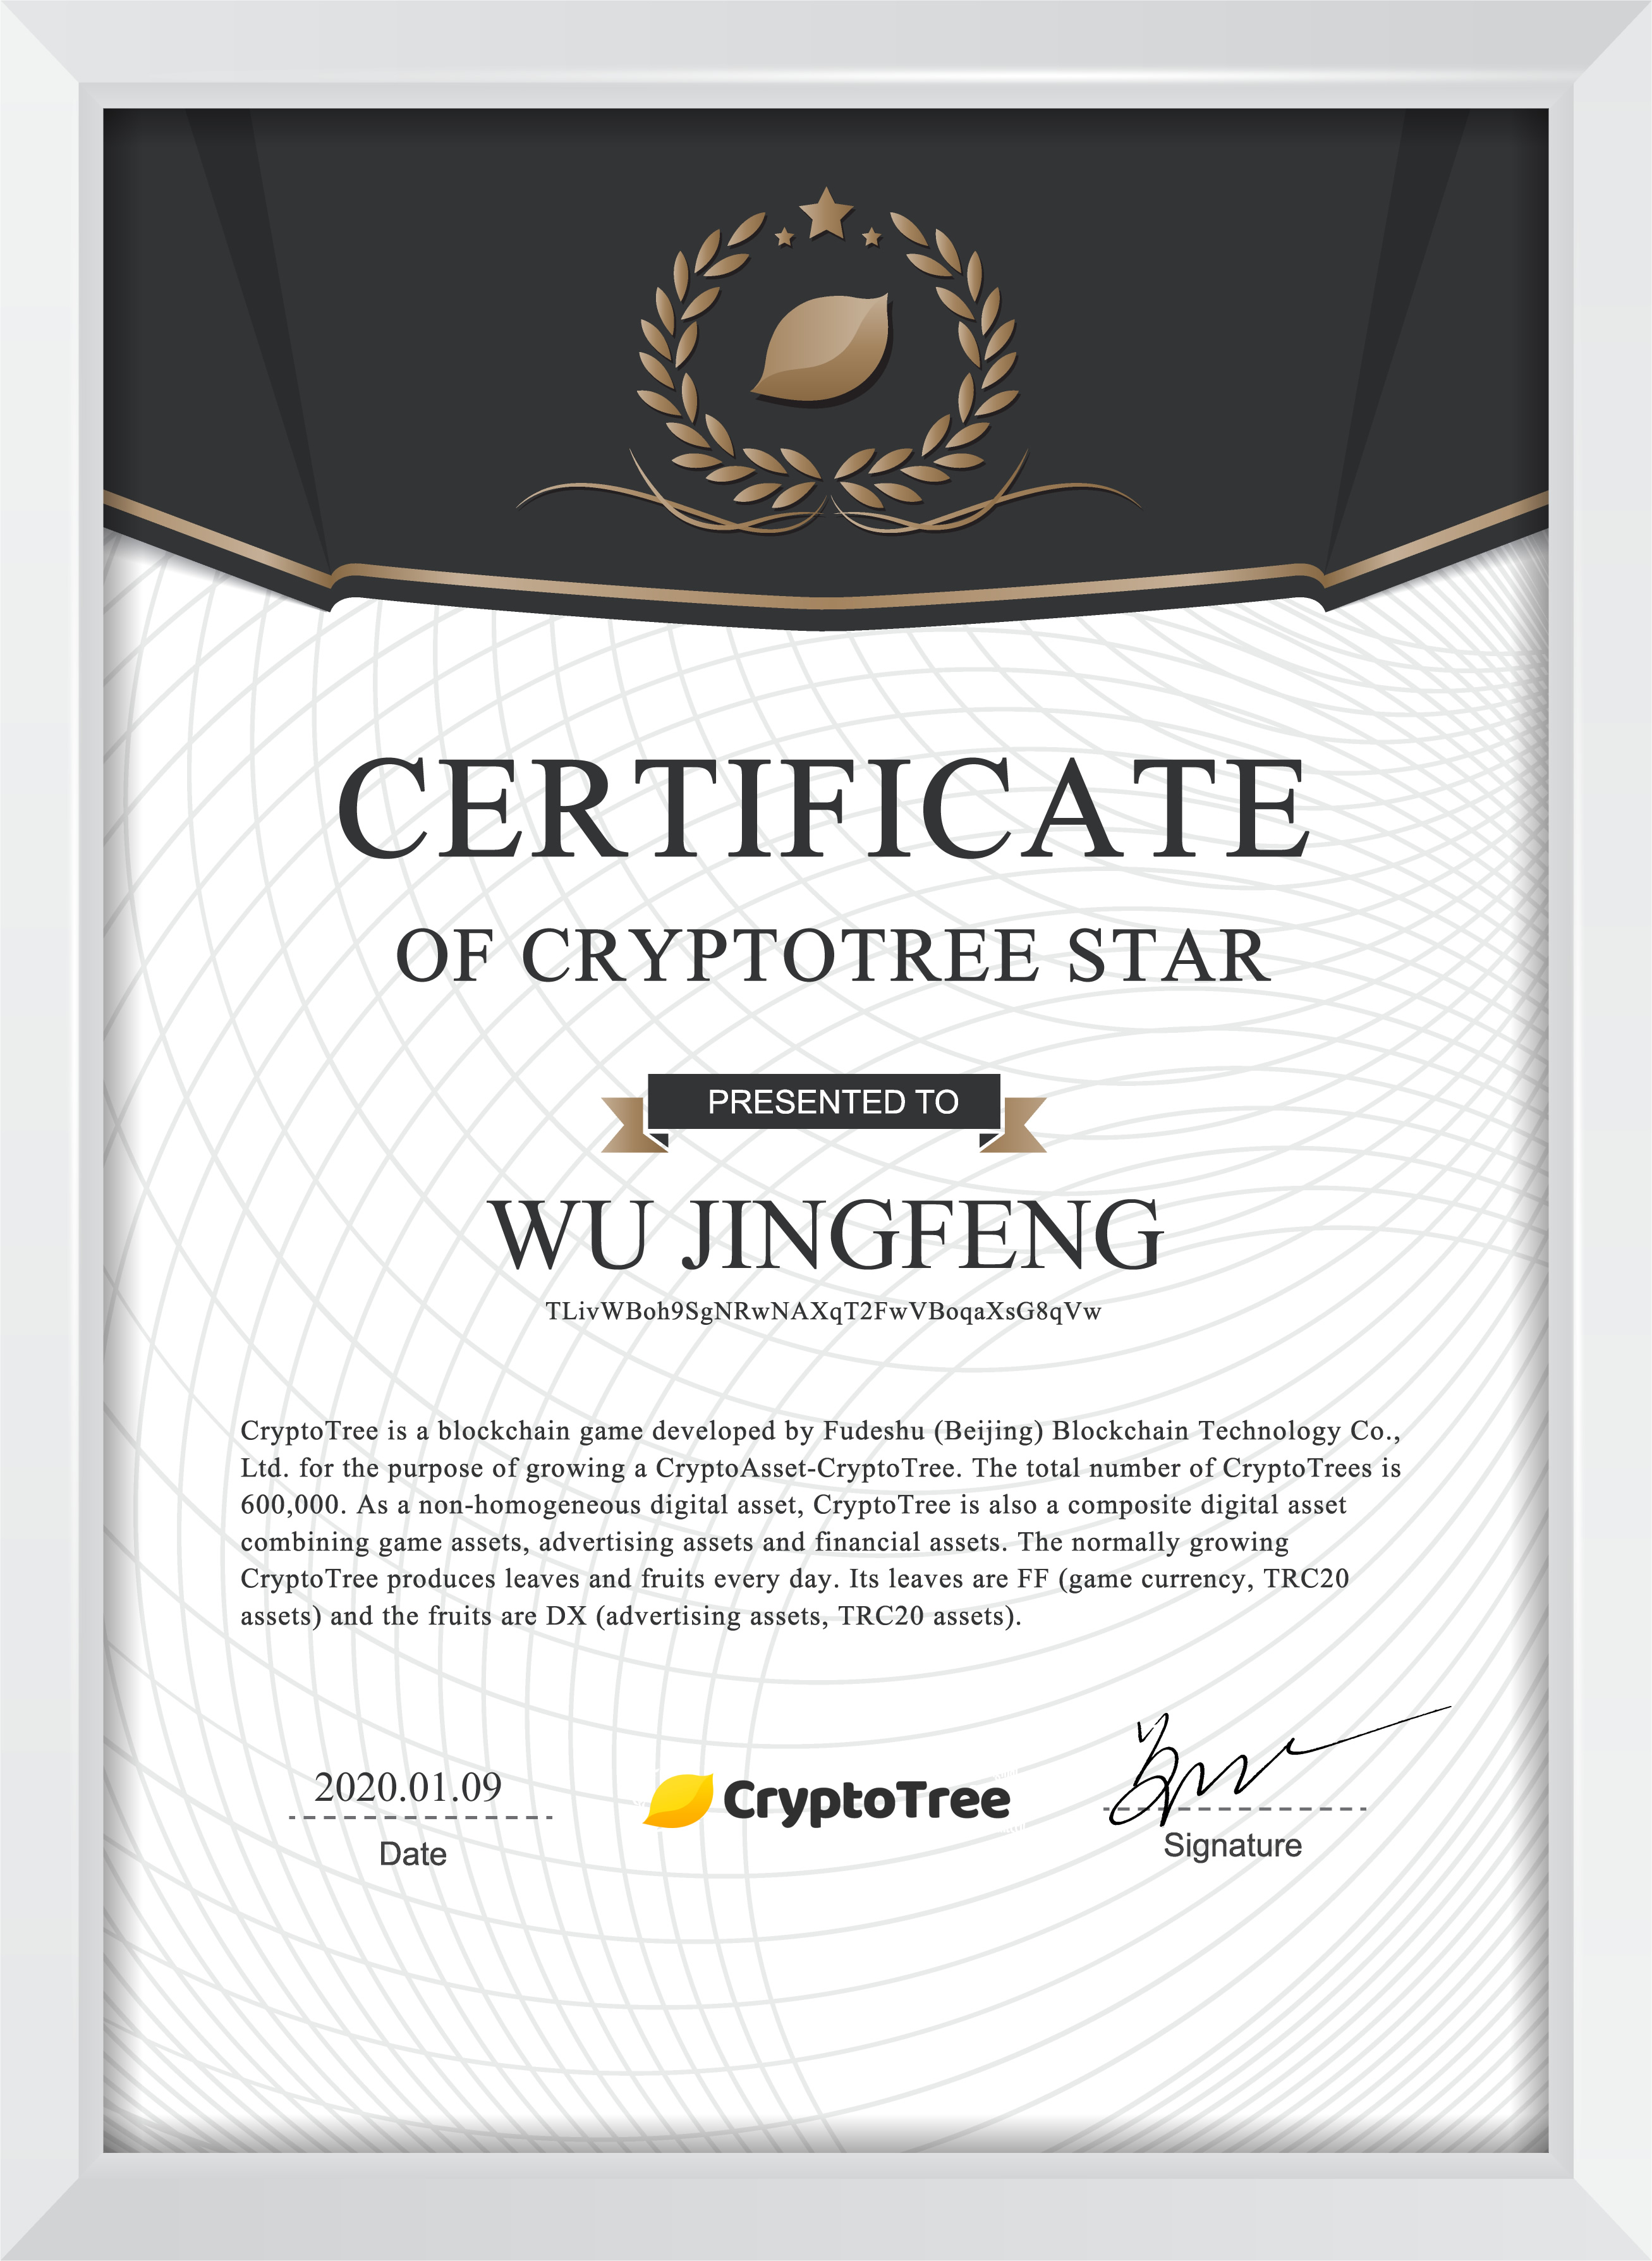 CERTIFICATE
OF CRYPTOTREE STAR
PRESENTED TO
WU JINGFENG
TLivWBoh9SgNRwNAXqT2FwVBoqaXsG8qVw
CryptoTree is a blockchain game developed by Fudeshu (Beijing) Blockchain Technology Co.,
Ltd. for the purpose of growing a CryptoAsset-CryptoTree. The total number of CryptoTrees is
600,000. As a non-homogeneous digital asset, CryptoTree is also a composite digital asset
combining game assets, advertising assets and financial assets. The normally growing
CryptoTree produces leaves and fruits every day. Its leaves are FF (game currency, TRC20
assets) and the fruits are DX (advertising assets, TRC20 assets).
2020.01.09
Date
CryptoTree
Signature